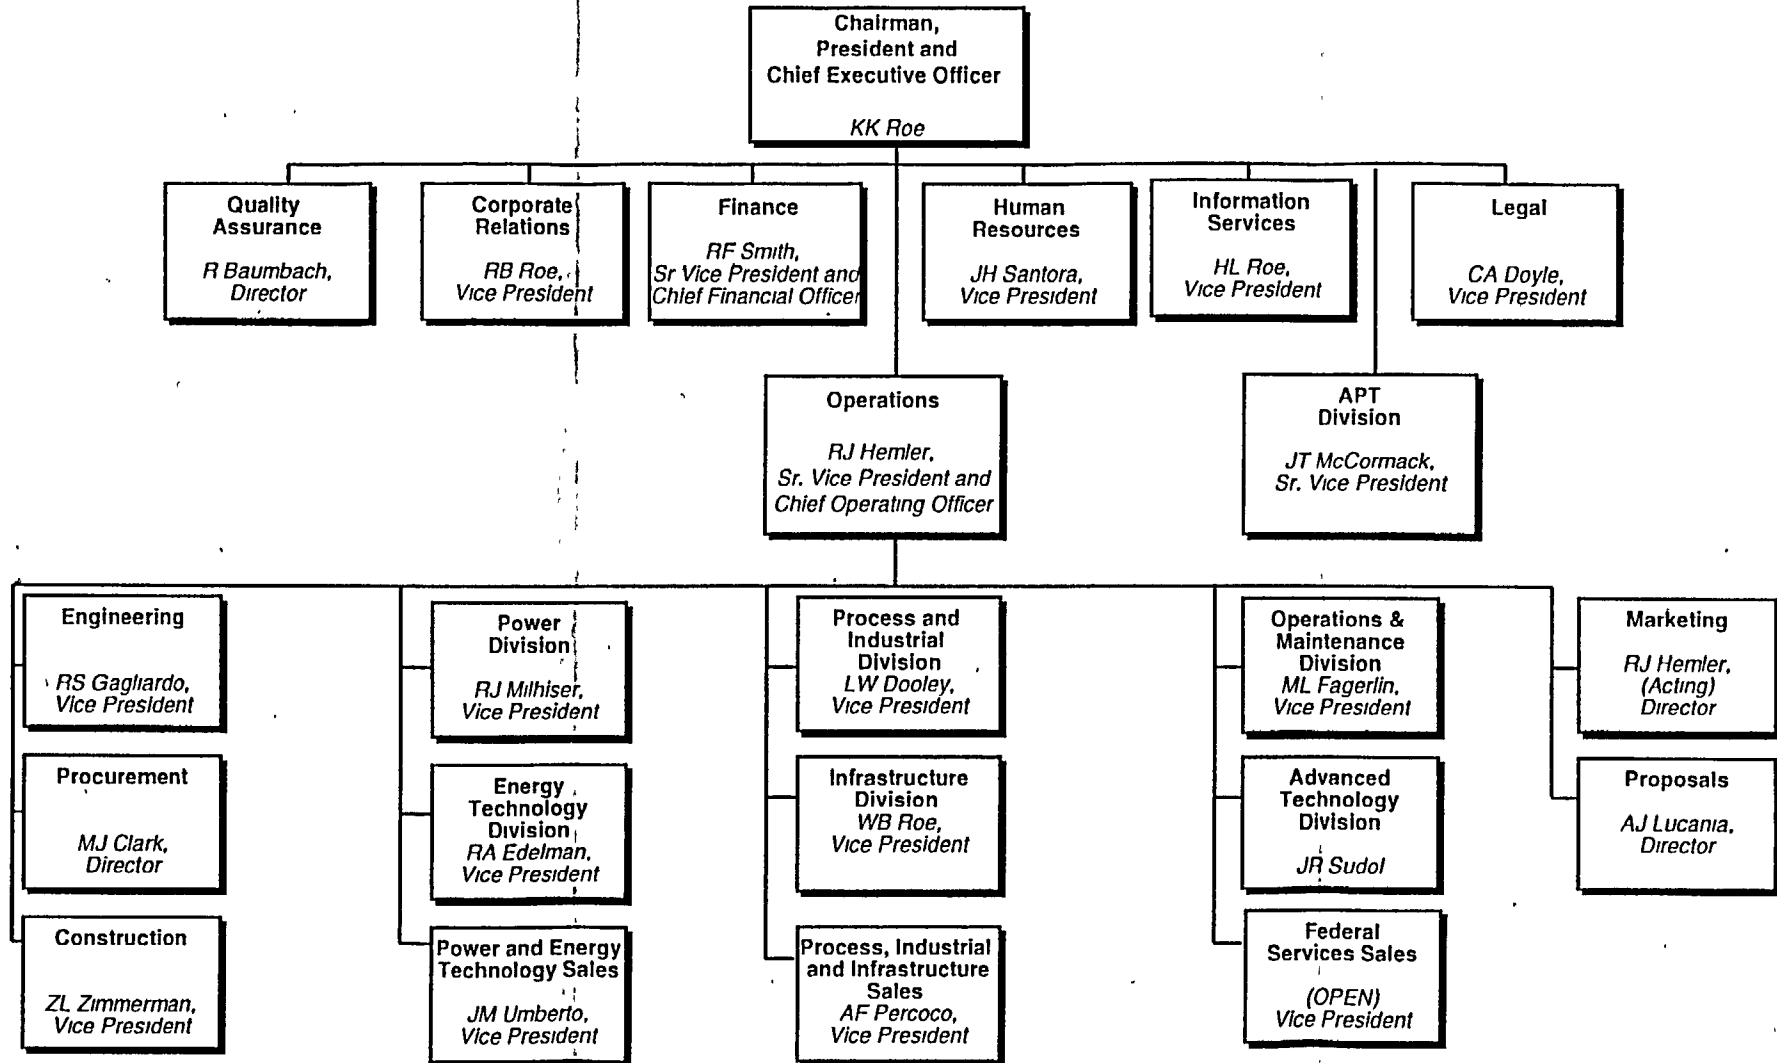 Chairman,
President and
Chief Executive Officer
KK Roe
Quality
Assurance
R Baumbach,
Director
Corporate
Relations
RB Roe,
Vice President
Finance
RF Smith,
Sr Vice President and
Chief Financial Officer
Human
Resources
JH Santora,
Vice President
Information
Services
HL Roe,
Vice President
Legal
CA Doyle,
Vice President
Operations
RJ Hemler,
Sr. Vice President and
Chief Operating Officer
APT
Division
JT McCormack,
Sr. Vice President
Engineering
RS Gagliardo,
Vice President
Power
Division
RJ Milhiser,
Vice President
Process and
Industrial
Division
LW Dooley,
Vice President
Operations &
Maintenance
Division
ML Fagerlin,
Vice President
Marketing
RJ Hemler,
(Acting)
Director
Procurement
MJ Clark,
Director
Energy
Technology
Division
RA Edelman,
Vice President
Infrastructure
Division
WB Roe,
Vice President
Advanced
Technology
Division
JR Sudol
Proposals
AJ Lucania,
Director
Construction
ZL Zimmerman,
Vice President
Power and Energy
Technology Sales
JM Umberto,
Vice President
Process, Industrial
and Infrastructure
Sales
AF Percoco,
Vice President
Federal
Services Sales
(OPEN)
Vice President